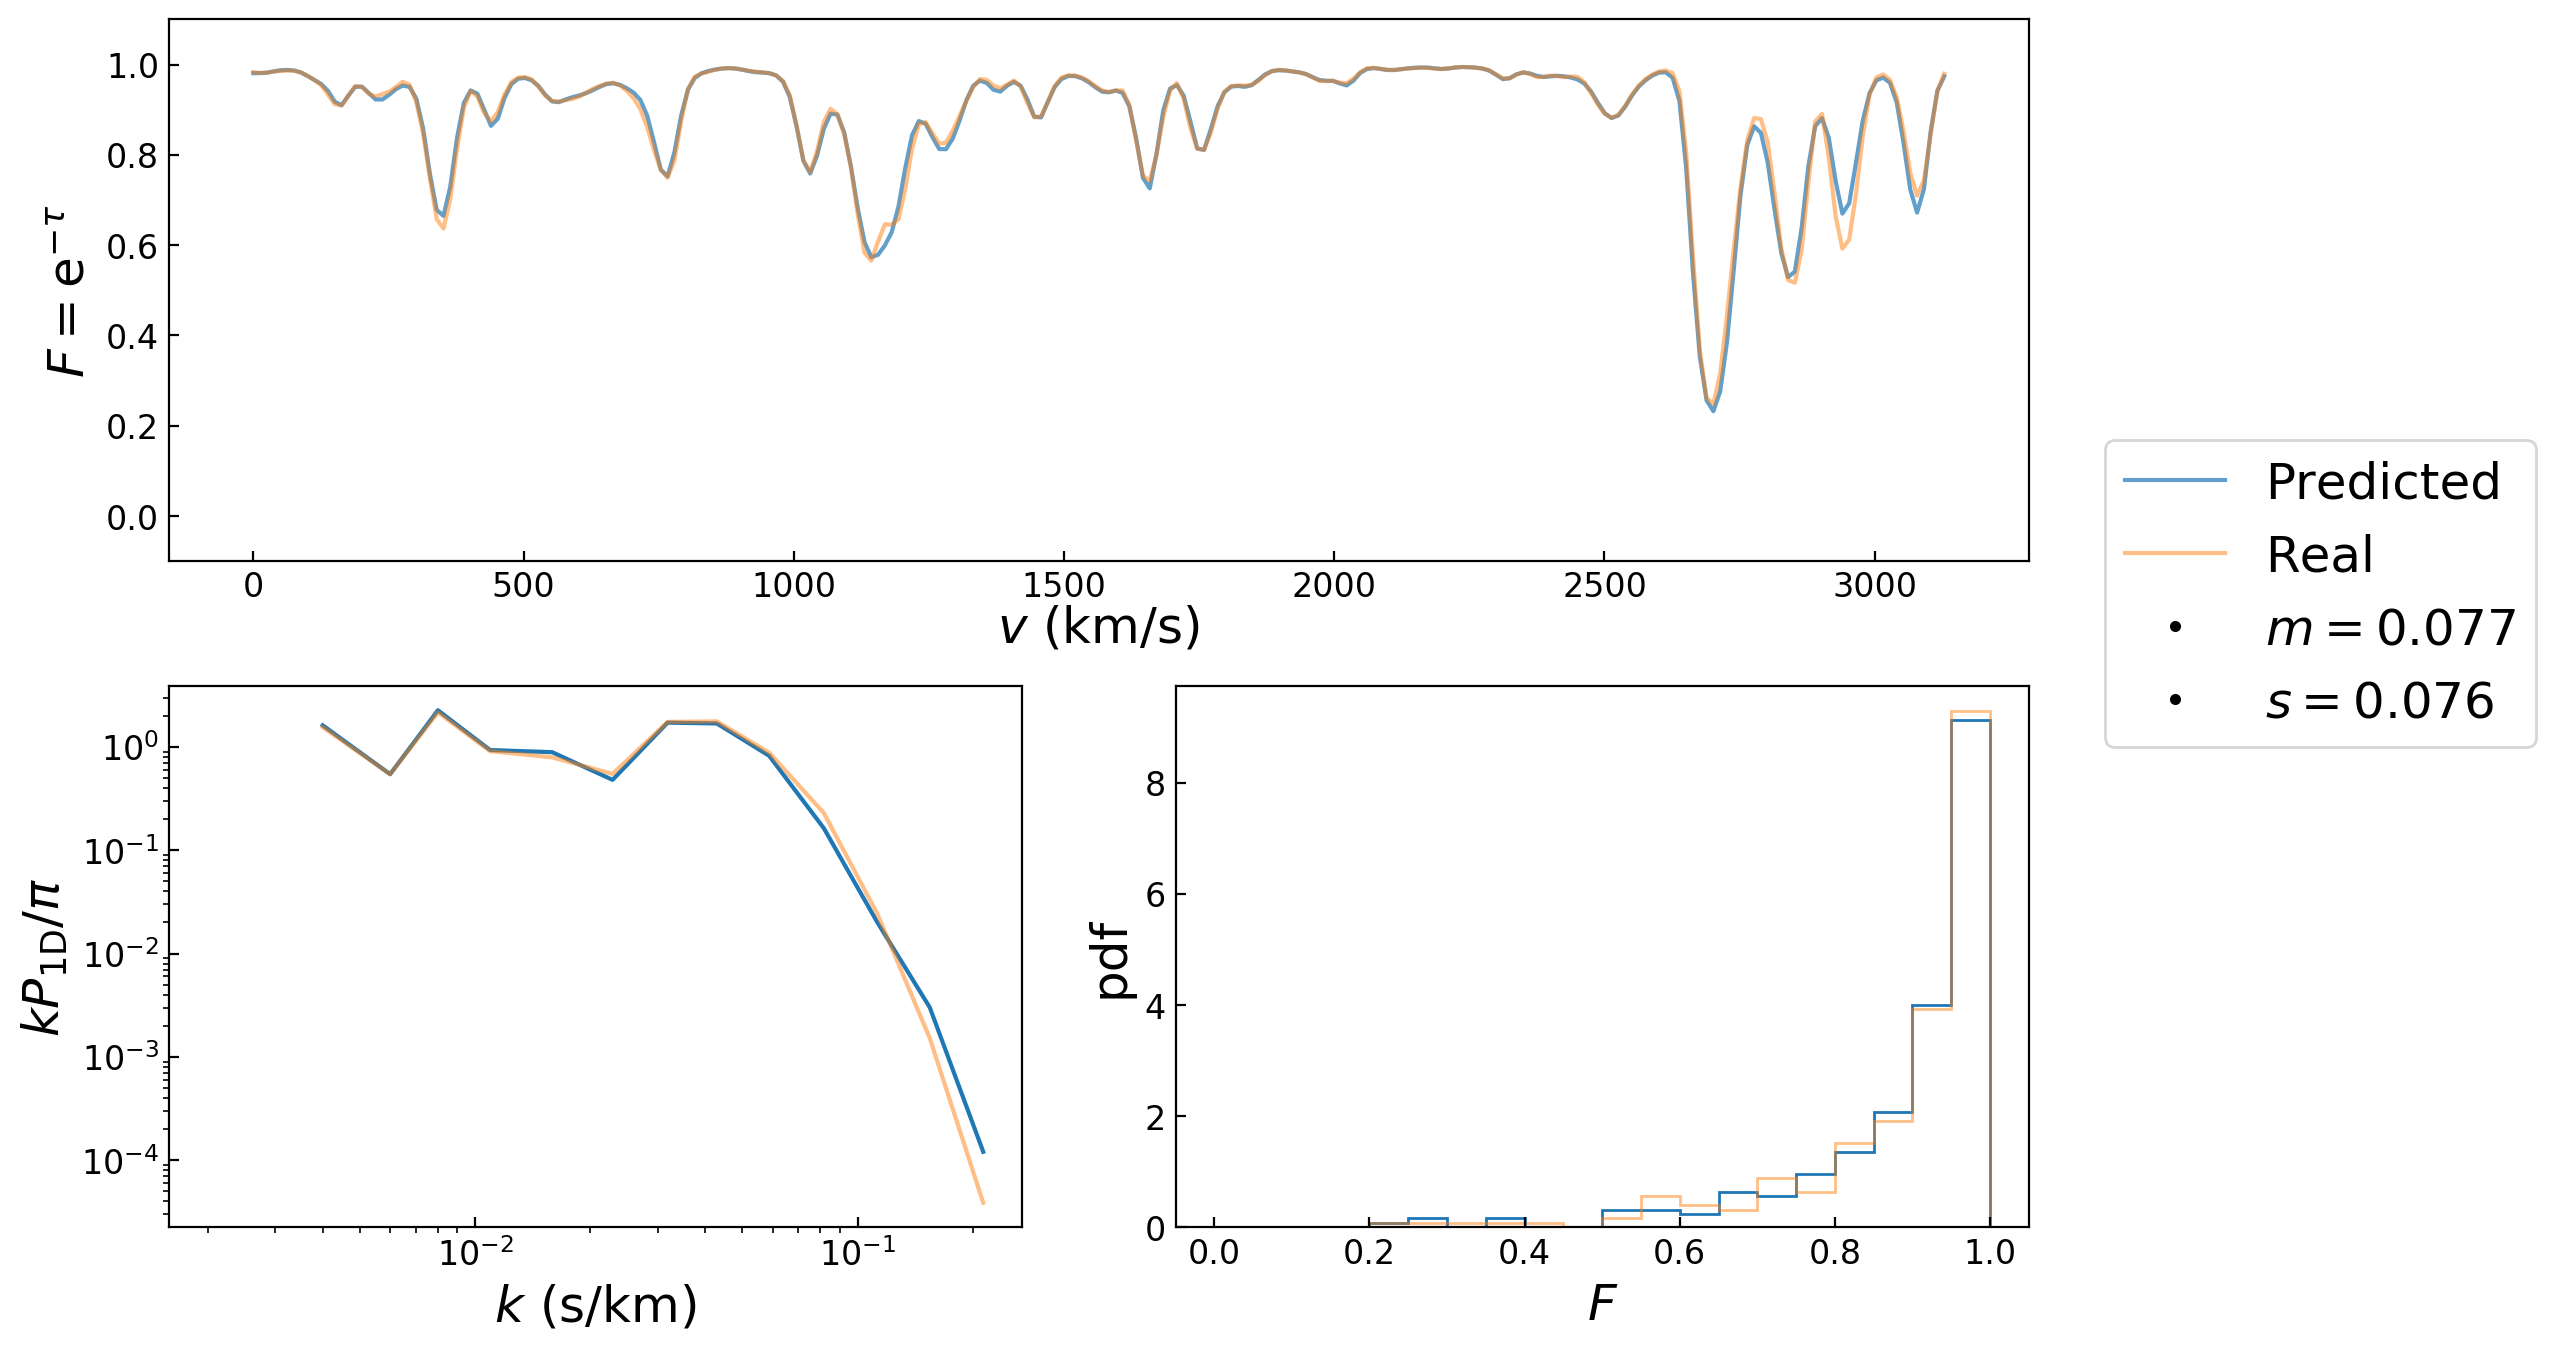 1.0
0.8
0.6
0.4
0.2
0.0
F = e^{−τ}
0 500 1000 1500 2000 2500 3000
v (km/s)
Predicted
Real
m = 0.077
s = 0.076
10^0
10^{−1}
10^{−2}
10^{−3}
10^{−4}
kP_{1D}/π
10^{−2} 10^{−1}
k (s/km)
8
6
4
2
0
pdf
0.0 0.2 0.4 0.6 0.8 1.0
F